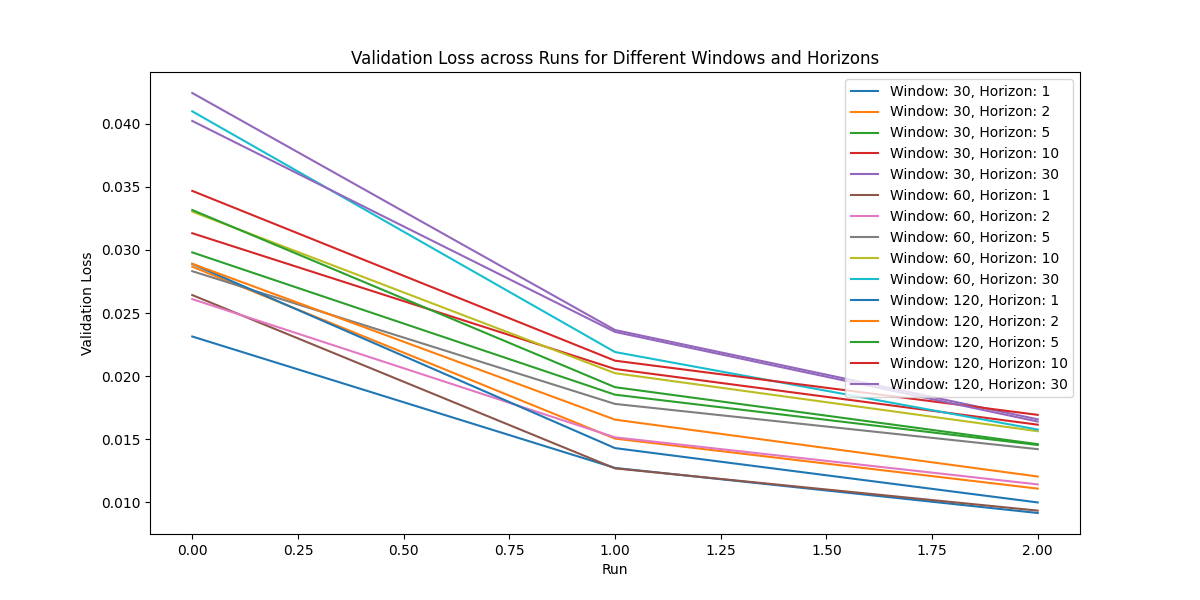 Validation Loss across Runs for Different Windows and Horizons
Validation Loss
0.040
0.035
0.030
0.025
0.020
0.015
0.010
Window: 30, Horizon: 1
Window: 30, Horizon: 2
Window: 30, Horizon: 5
Window: 30, Horizon: 10
Window: 30, Horizon: 30
Window: 60, Horizon: 1
Window: 60, Horizon: 2
Window: 60, Horizon: 5
Window: 60, Horizon: 10
Window: 60, Horizon: 30
Window: 120, Horizon: 1
Window: 120, Horizon: 2
Window: 120, Horizon: 5
Window: 120, Horizon: 10
Window: 120, Horizon: 30
0.00 0.25 0.50 0.75 1.00 1.25 1.50 1.75 2.00
Run